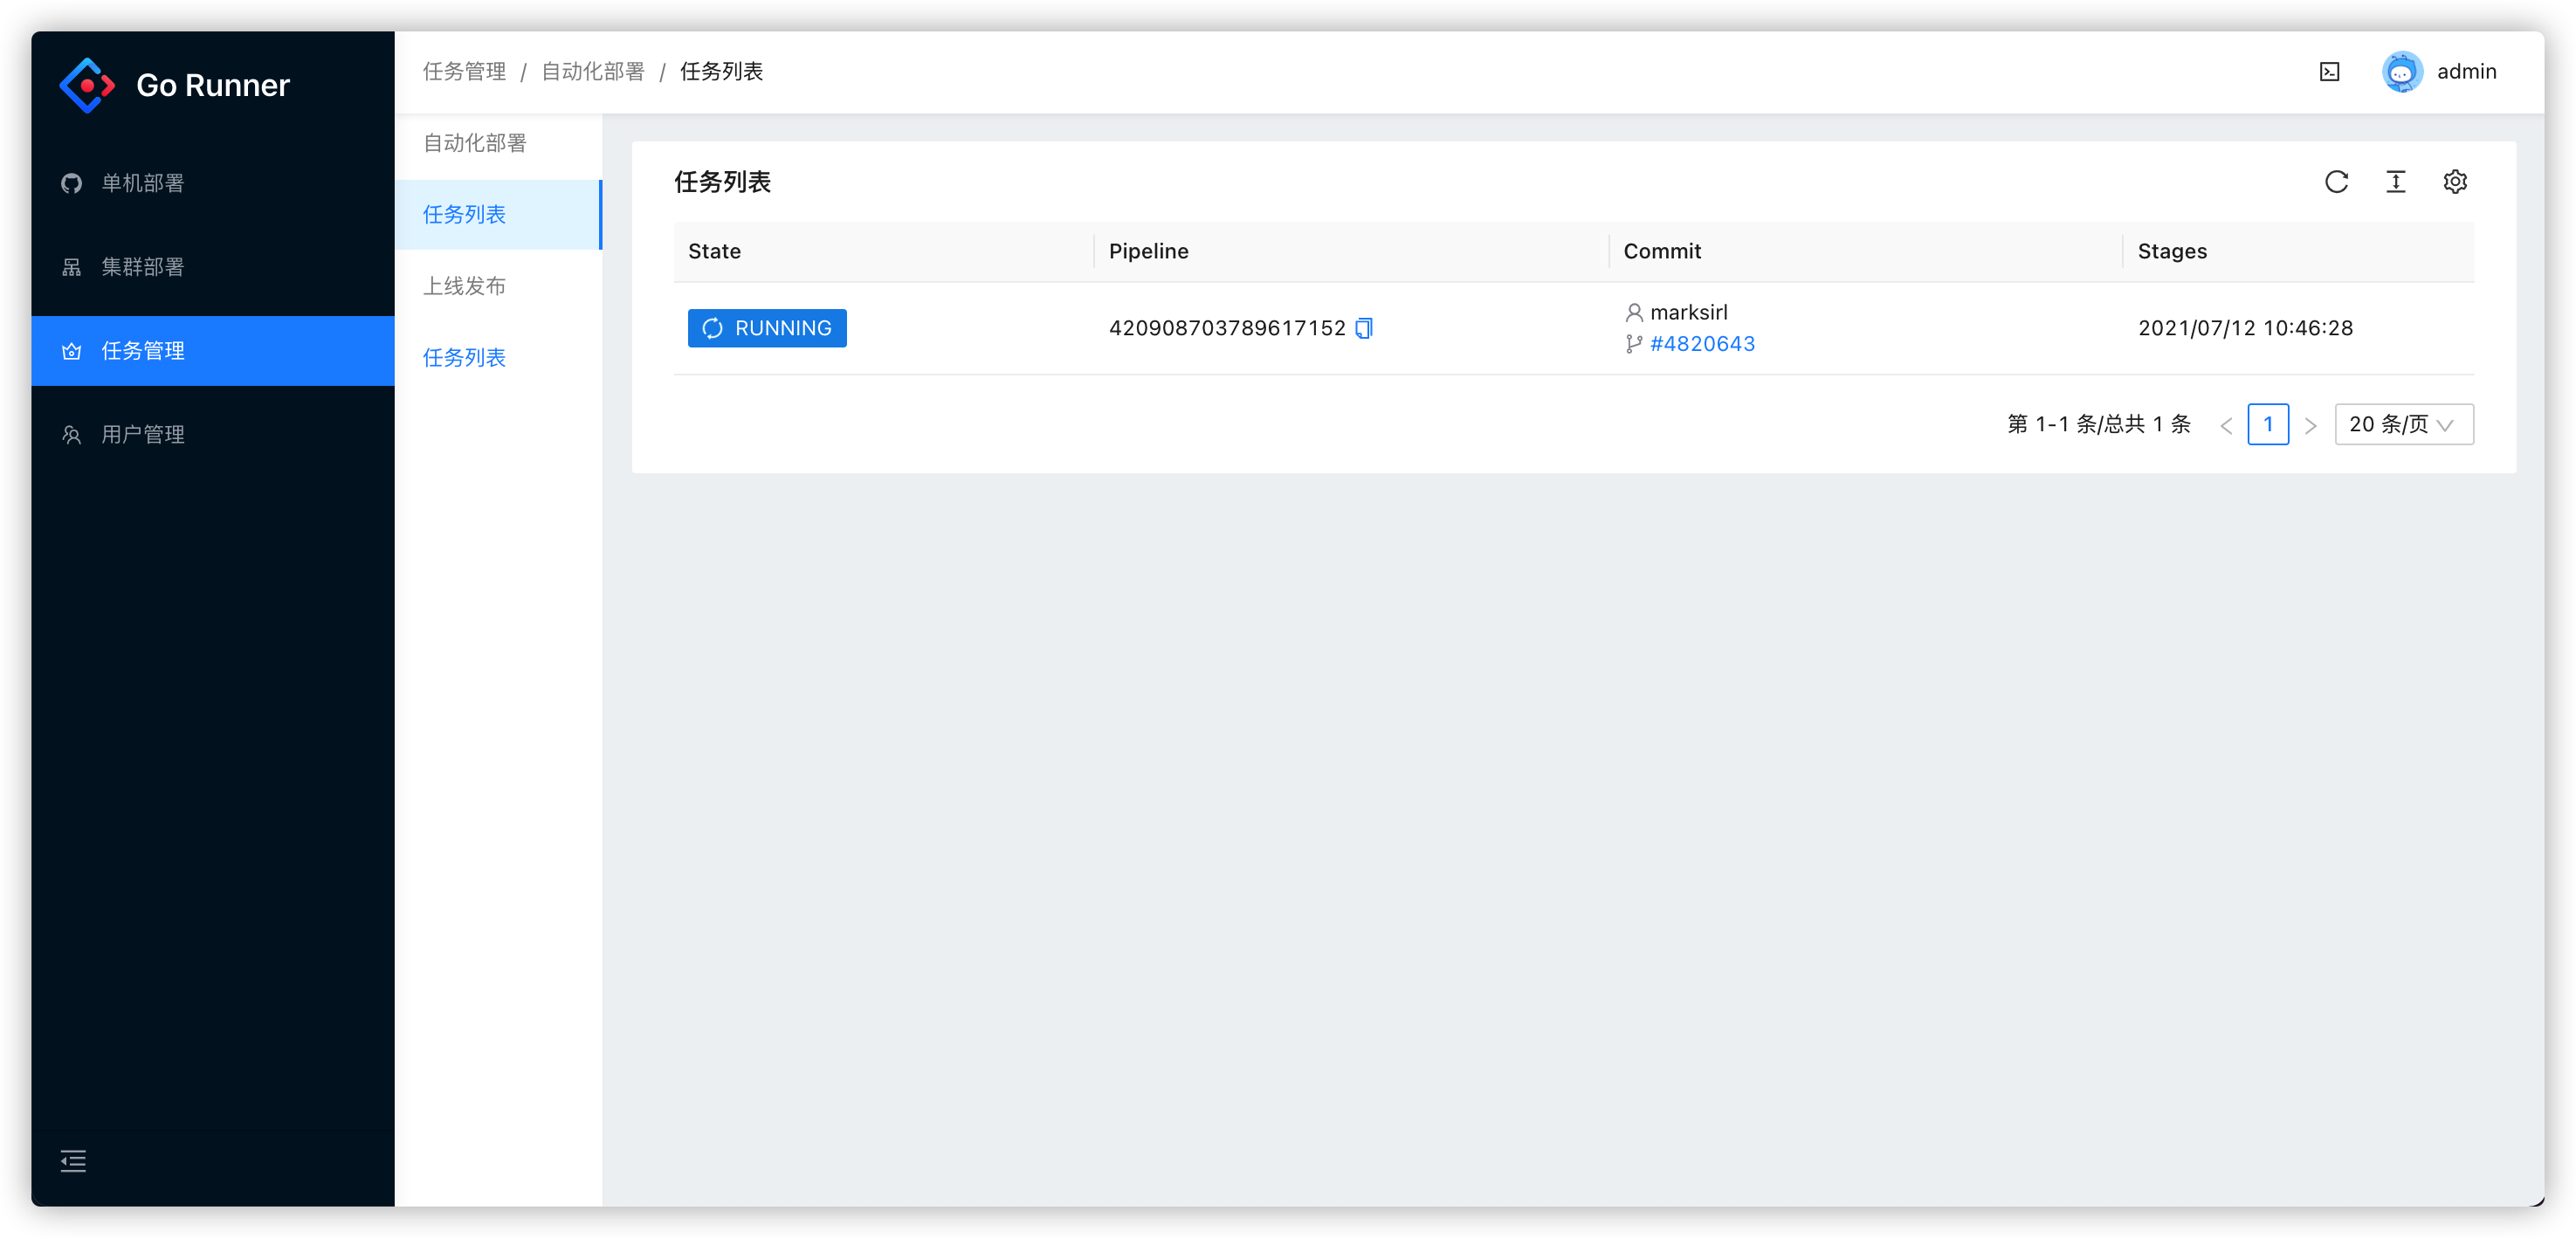 Go Runner
单机部署
集群部署
任务管理
用户管理
任务管理 / 自动化部署 / 任务列表
admin
自动化部署
任务列表
上线发布
任务列表
任务列表
State Pipeline Commit Stages
RUNNING 420908703789617152 marksirl 2021/07/12 10:46:28
#4820643
第 1-1 条/总共 1 条 < 1 > 20 条/页